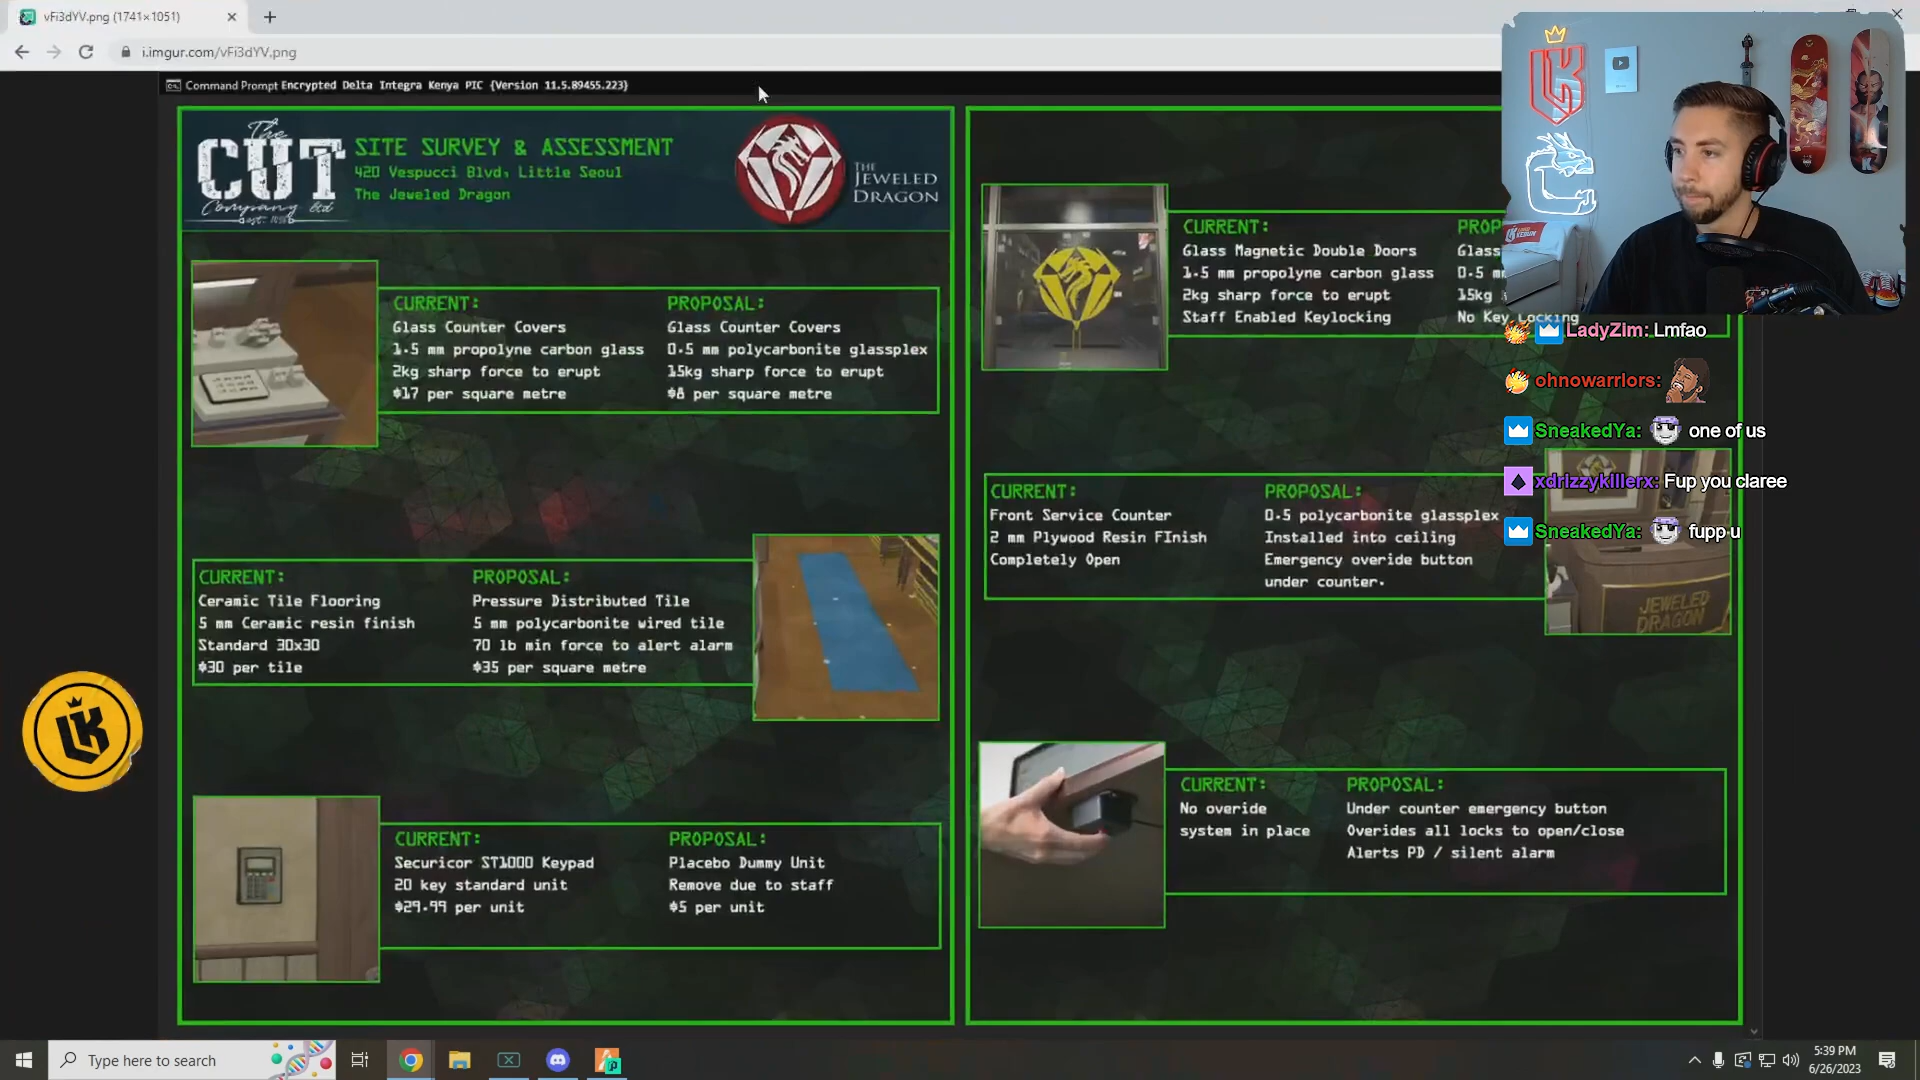 vFi3dYV.png (1741×1051)
i.imgur.com/vFi3dYV.png
Command Prompt Encrypted Delta Integra Kenya PIC {Version 11.5.89455.223}
The
CUT
Company Ltd
SITE SURVEY & ASSESSMENT
420 Vespucci Blvd, Little Seoul
The Jeweled Dragon
THE
JEWELED
DRAGON
CURRENT:
Glass Counter Covers
1.5 mm propolyne carbon glass
2kg sharp force to erupt
$17 per square metre
PROPOSAL:
Glass Counter Covers
0.5 mm polycarbonite glassplex
15kg sharp force to erupt
$8 per square metre
CURRENT:
Ceramic Tile Flooring
5 mm Ceramic resin finish
Standard 30x30
$30 per tile
PROPOSAL:
Pressure Distributed Tile
5 mm polycarbonite wired tile
70 lb min force to alert alarm
$35 per square metre
CURRENT:
Securicor ST1000 Keypad
20 key standard unit
$29.99 per unit
PROPOSAL:
Placebo Dummy Unit
Remove due to staff
$5 per unit
CURRENT:
Glass Magnetic Double Doors
1.5 mm propolyne carbon glass
2kg sharp force to erupt
Staff Enabled Keylocking
PROP
Glass
0.5 m
15kg
No Key Locking
CURRENT:
Front Service Counter
2 mm Plywood Resin FInish
Completely Open
PROPOSAL:
0.5 polycarbonite glassplex
Installed into ceiling
Emergency overide button
under counter.
JEWELED
DRAGON
CURRENT:
No overide
system in place
PROPOSAL:
Under counter emergency button
Overides all locks to open/close
Alerts PD / silent alarm
LadyZim: Lmfao
ohnowarriors:
SneakedYa: one of us
xdrizzykillerx: Fup you claree
SneakedYa: fupp u
LK
Type here to search
5:39 PM
6/26/2023